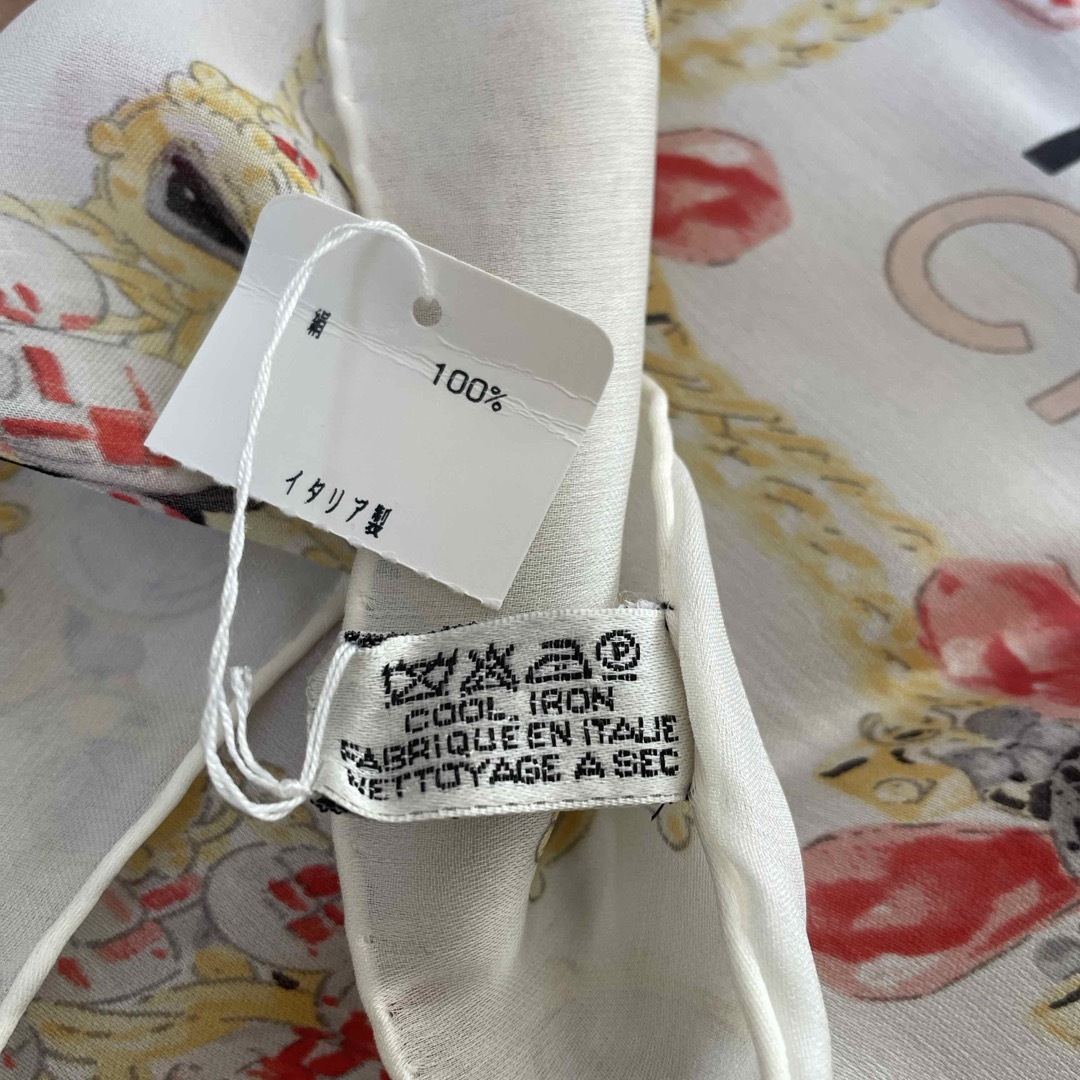 絹
100%
イタリア製
P
COOL IRON
FABRIQUE EN ITALIE
NETTOYAGE A SEC
C